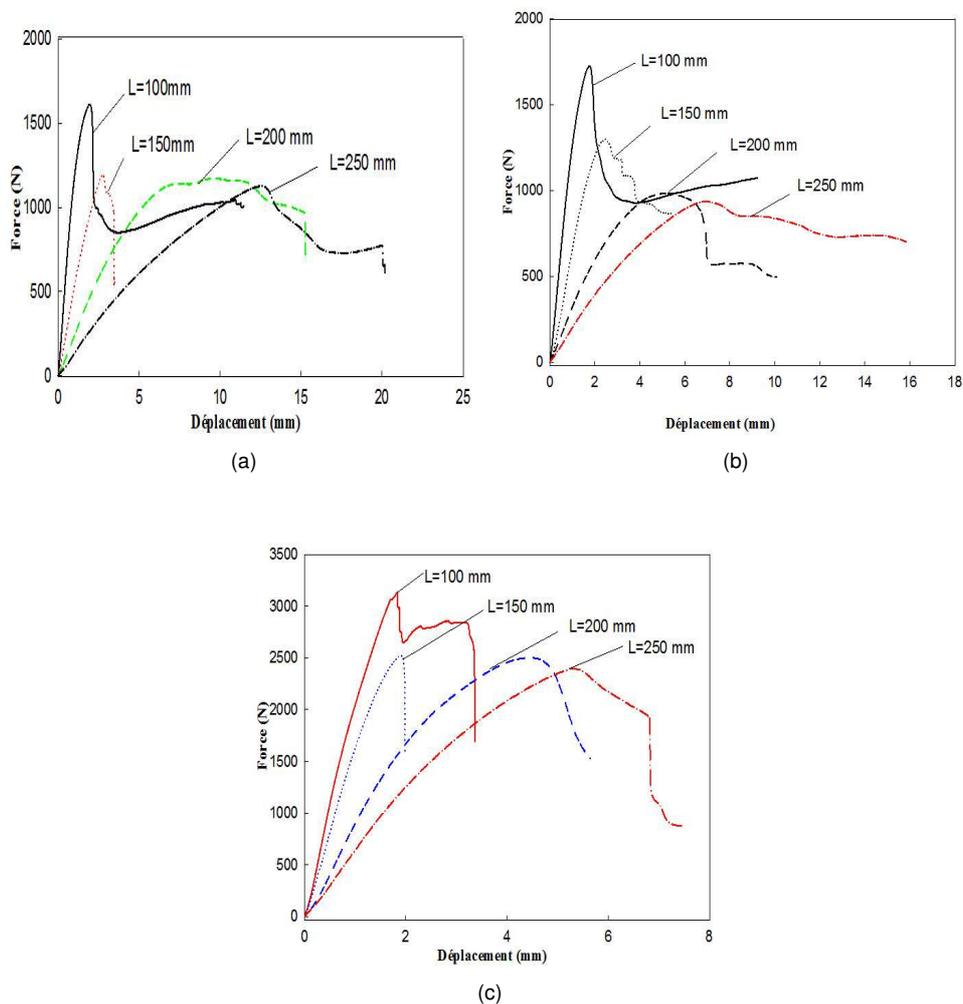 2000
1500
1000
500
0
0 5 10 15 20 25
Force (N)
Déplacement (mm)
L=100mm
L=150mm
L=200 mm
L=250 mm
(a)
2000
1500
1000
500
0
0 2 4 6 8 10 12 14 16 18
Force (N)
Déplacement (mm)
L=100 mm
L=150 mm
L=200 mm
L=250 mm
(b)
3500
3000
2500
2000
1500
1000
500
0
0 2 4 6 8
Force (N)
Déplacement (mm)
L=100 mm
L=150 mm
L=200 mm
L=250 mm
(c)